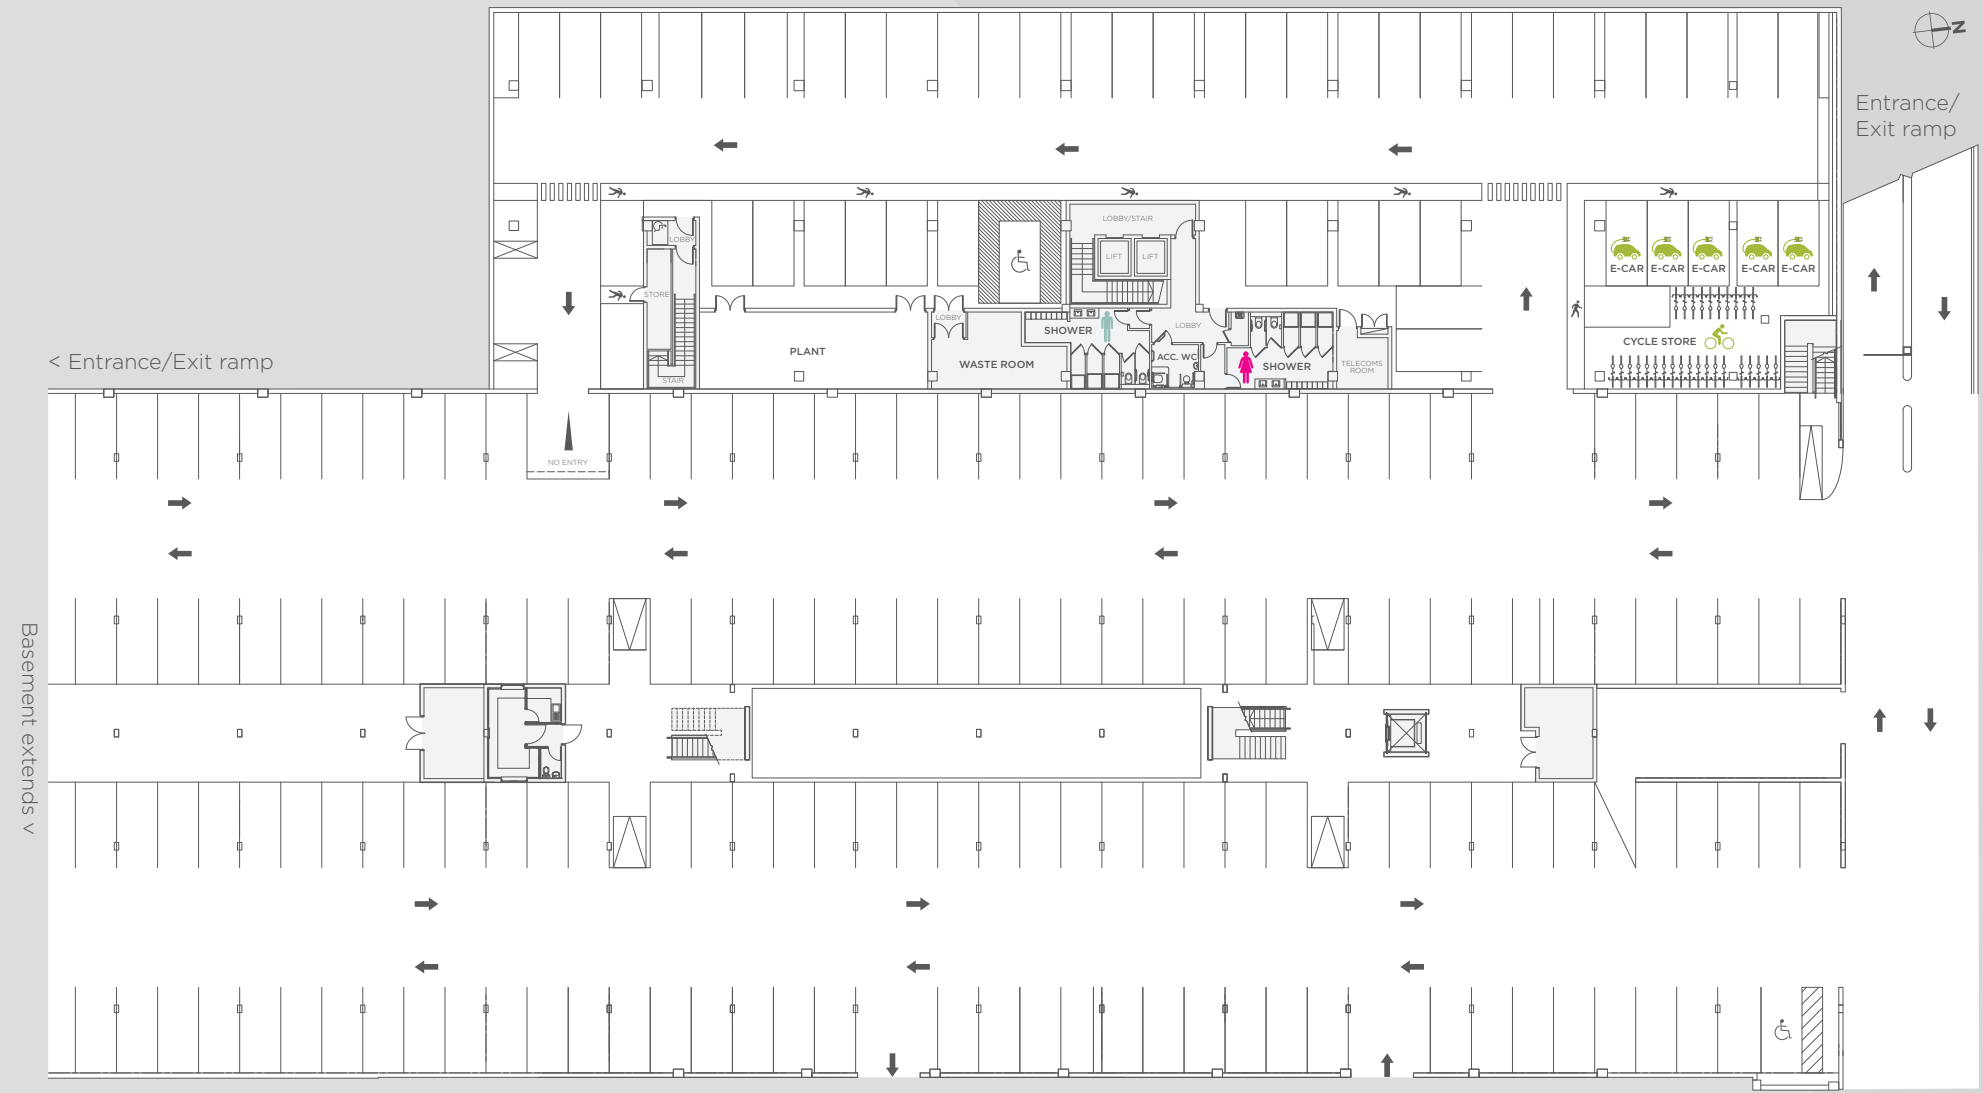 N
Entrance/
Exit ramp
LOBBY/STAIR
LIFT
LIFT
LOBBY
STORE
E-CAR
E-CAR
E-CAR
E-CAR
E-CAR
LOBBY
SHOWER
LOBBY
CYCLE STORE
PLANT
WASTE ROOM
ACC. WC
SHOWER
TELECOMS
ROOM
STAIR
< Entrance/Exit ramp
NO ENTRY
Basement extends >